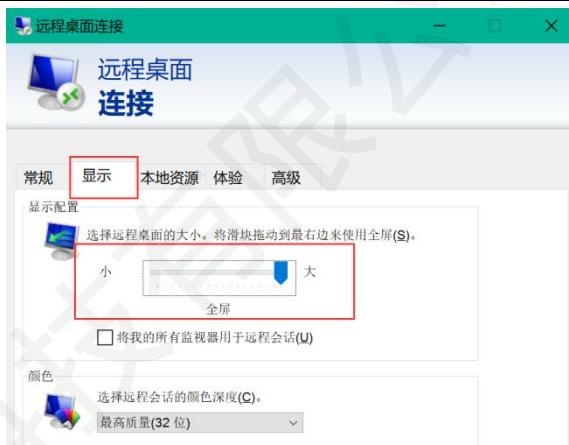 远程桌面连接
远程桌面
连接
常规 显示 本地资源 体验 高级
显示配置
选择远程桌面的大小。将滑块拖动到最右边来使用全屏(S)。
小 大
全屏
将我的所有监视器用于远程会话(U)
颜色
选择远程会话的颜色深度(C)。
最高质量(32 位)